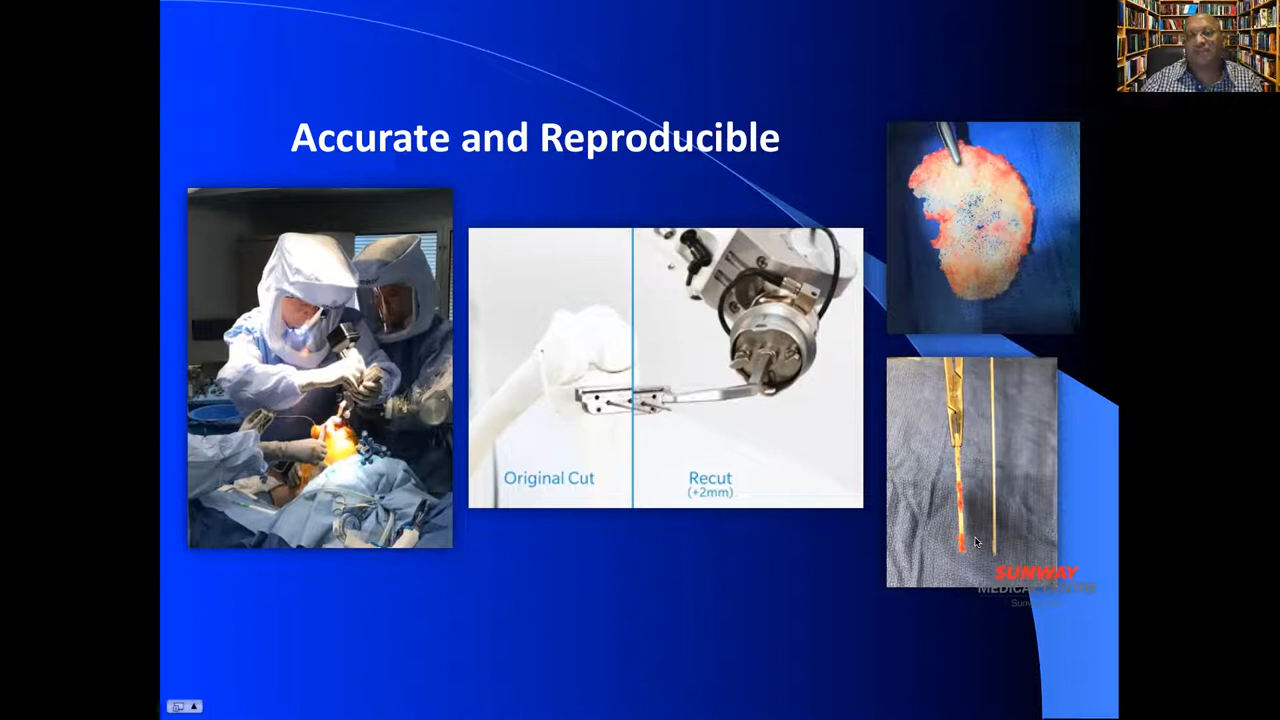 Accurate and Reproducible
Original Cut
Recut
(+2mm)
SUNWAY
MEDICAL CENTRE